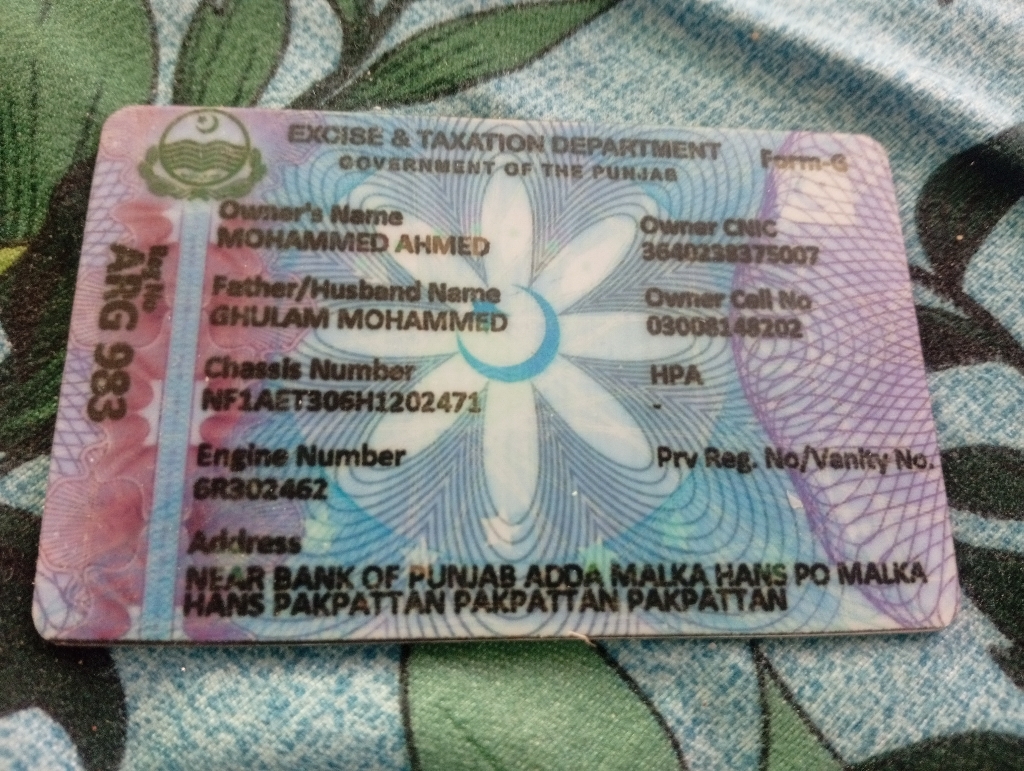 EXCISE & TAXATION DEPARTMENT
GOVERNMENT OF THE PUNJAB
Form-G
Reg No
ARG 983
Owner's Name
MOHAMMED AHMED
Owner CNIC
3640238375007
Father/Husband Name
GHULAM MOHAMMED
Owner Cell No
03008148202
Chassis Number
NF1AET306H1202471
HPA
-
Engine Number
6R302462
Prv Reg. No/Vanity No.
Address
NEAR BANK OF PUNJAB ADDA MALKA HANS PO MALKA
HANS PAKPATTAN PAKPATTAN PAKPATTAN